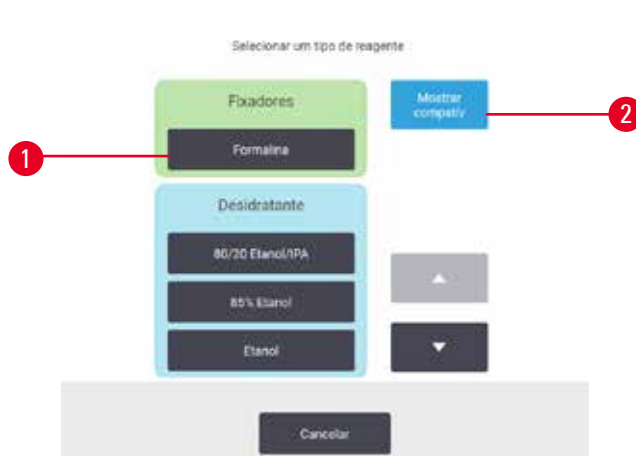 Selecionar um tipo de reagente
Fixadores
Mostrar
compatív
2
1
Formalina
Desidratante
80/20 Etanol/IPA
85% Etanol
Etanol
Cancelar